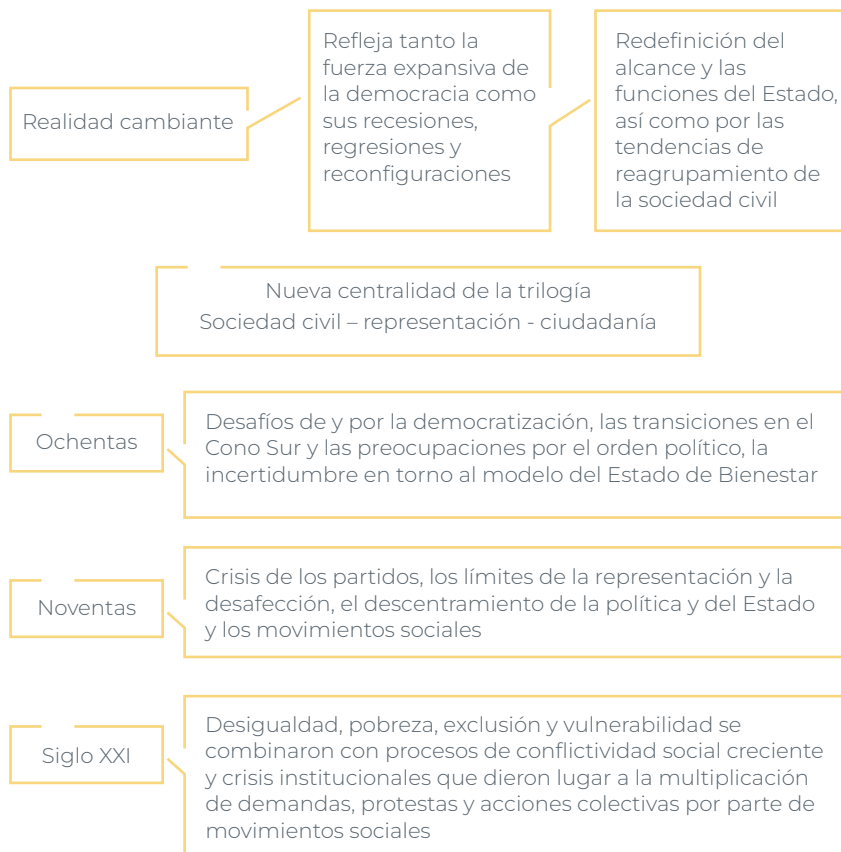 Realidad cambiante
Refleja tanto la
fuerza expansiva de
la democracia como
sus recesiones,
regresiones y
reconfiguraciones
Redefinición del
alcance y las
funciones del Estado,
así como por las
tendencias de
reagrupamiento de
la sociedad civil
Nueva centralidad de la trilogía
Sociedad civil – representación - ciudadanía
Ochentas
Desafíos de y por la democratización, las transiciones en el
Cono Sur y las preocupaciones por el orden político, la
incertidumbre en torno al modelo del Estado de Bienestar
Noventas
Crisis de los partidos, los límites de la representación y la
desafección, el descentramiento de la política y del Estado
y los movimientos sociales
Siglo XXI
Desigualdad, pobreza, exclusión y vulnerabilidad se
combinaron con procesos de conflictividad social creciente
y crisis institucionales que dieron lugar a la multiplicación
de demandas, protestas y acciones colectivas por parte de
movimientos sociales